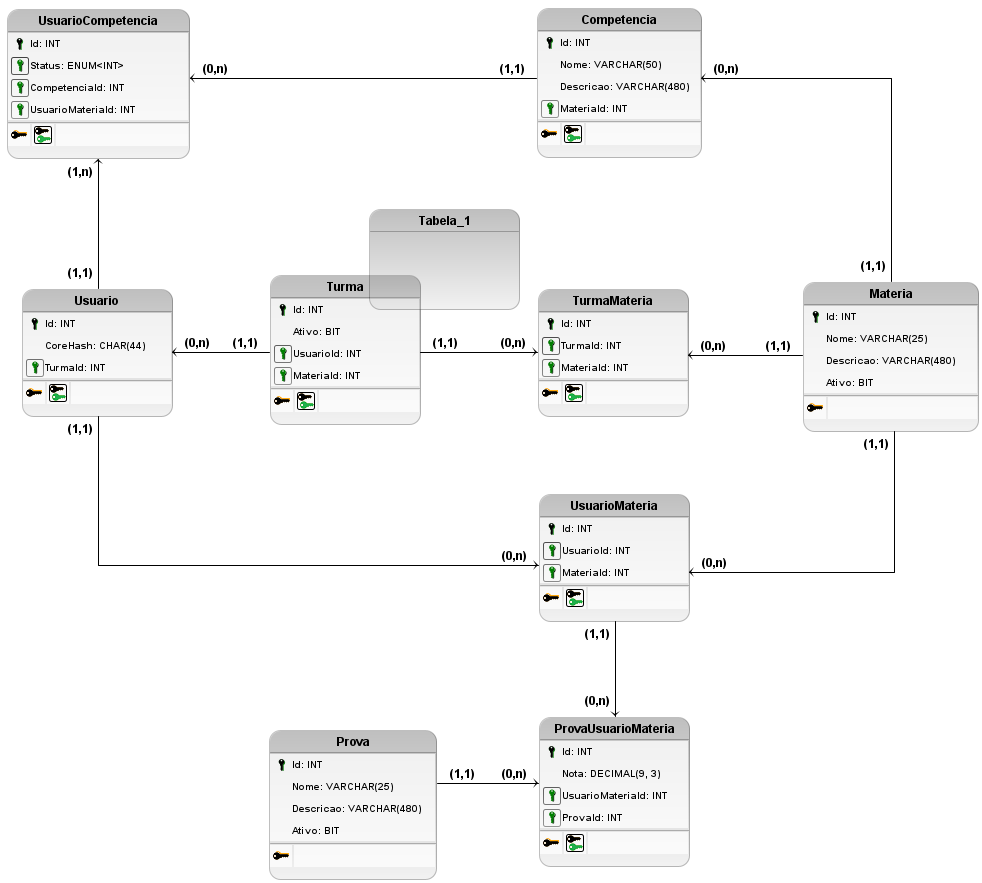 UsuarioCompetencia
Id: INT
Status: ENUM<INT>
CompetenciaId: INT
UsuarioMateriaId: INT
Competencia
Id: INT
Nome: VARCHAR(50)
Descricao: VARCHAR(480)
MateriaId: INT
(0,n)
(1,1)
(0,n)
(1,n)
(1,1)
(1,1)
Tabela_1
Usuario
Id: INT
CoreHash: CHAR(44)
TurmaId: INT
(0,n)
(1,1)
Turma
Id: INT
Ativo: BIT
UsuarioId: INT
MateriaId: INT
(1,1)
(0,n)
TurmaMateria
Id: INT
TurmaId: INT
MateriaId: INT
(0,n)
(1,1)
Materia
Id: INT
Nome: VARCHAR(25)
Descricao: VARCHAR(480)
Ativo: BIT
(1,1)
(1,1)
UsuarioMateria
Id: INT
UsuarioId: INT
MateriaId: INT
(0,n)
(0,n)
(1,1)
(0,n)
Prova
Id: INT
Nome: VARCHAR(25)
Descricao: VARCHAR(480)
Ativo: BIT
(1,1)
(0,n)
ProvaUsuarioMateria
Id: INT
Nota: DECIMAL(9, 3)
UsuarioMateriaId: INT
ProvaId: INT